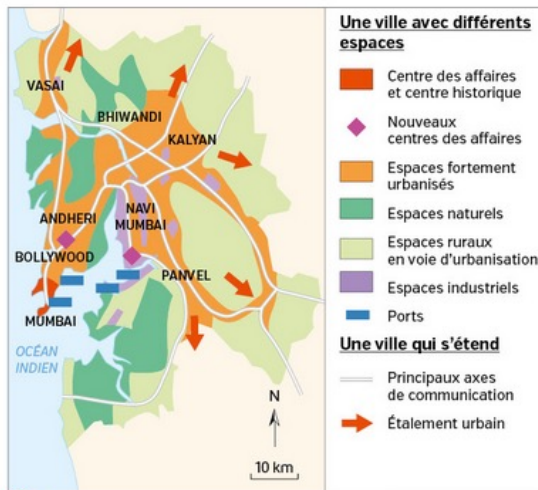 VASAI
BHIWANDI
KALYAN
ANDHERI
NAVI
MUMBAI
BOLLYWOOD
PANVEL
MUMBAI
OCÉAN
INDIEN
N
10 km
Une ville avec différents
espaces
Centre des affaires
et centre historique
Nouveaux
centres des affaires
Espaces fortement
urbanisés
Espaces naturels
Espaces ruraux
en voie d'urbanisation
Espaces industriels
Ports
Une ville qui s'étend
Principaux axes
de communication
Étalement urbain